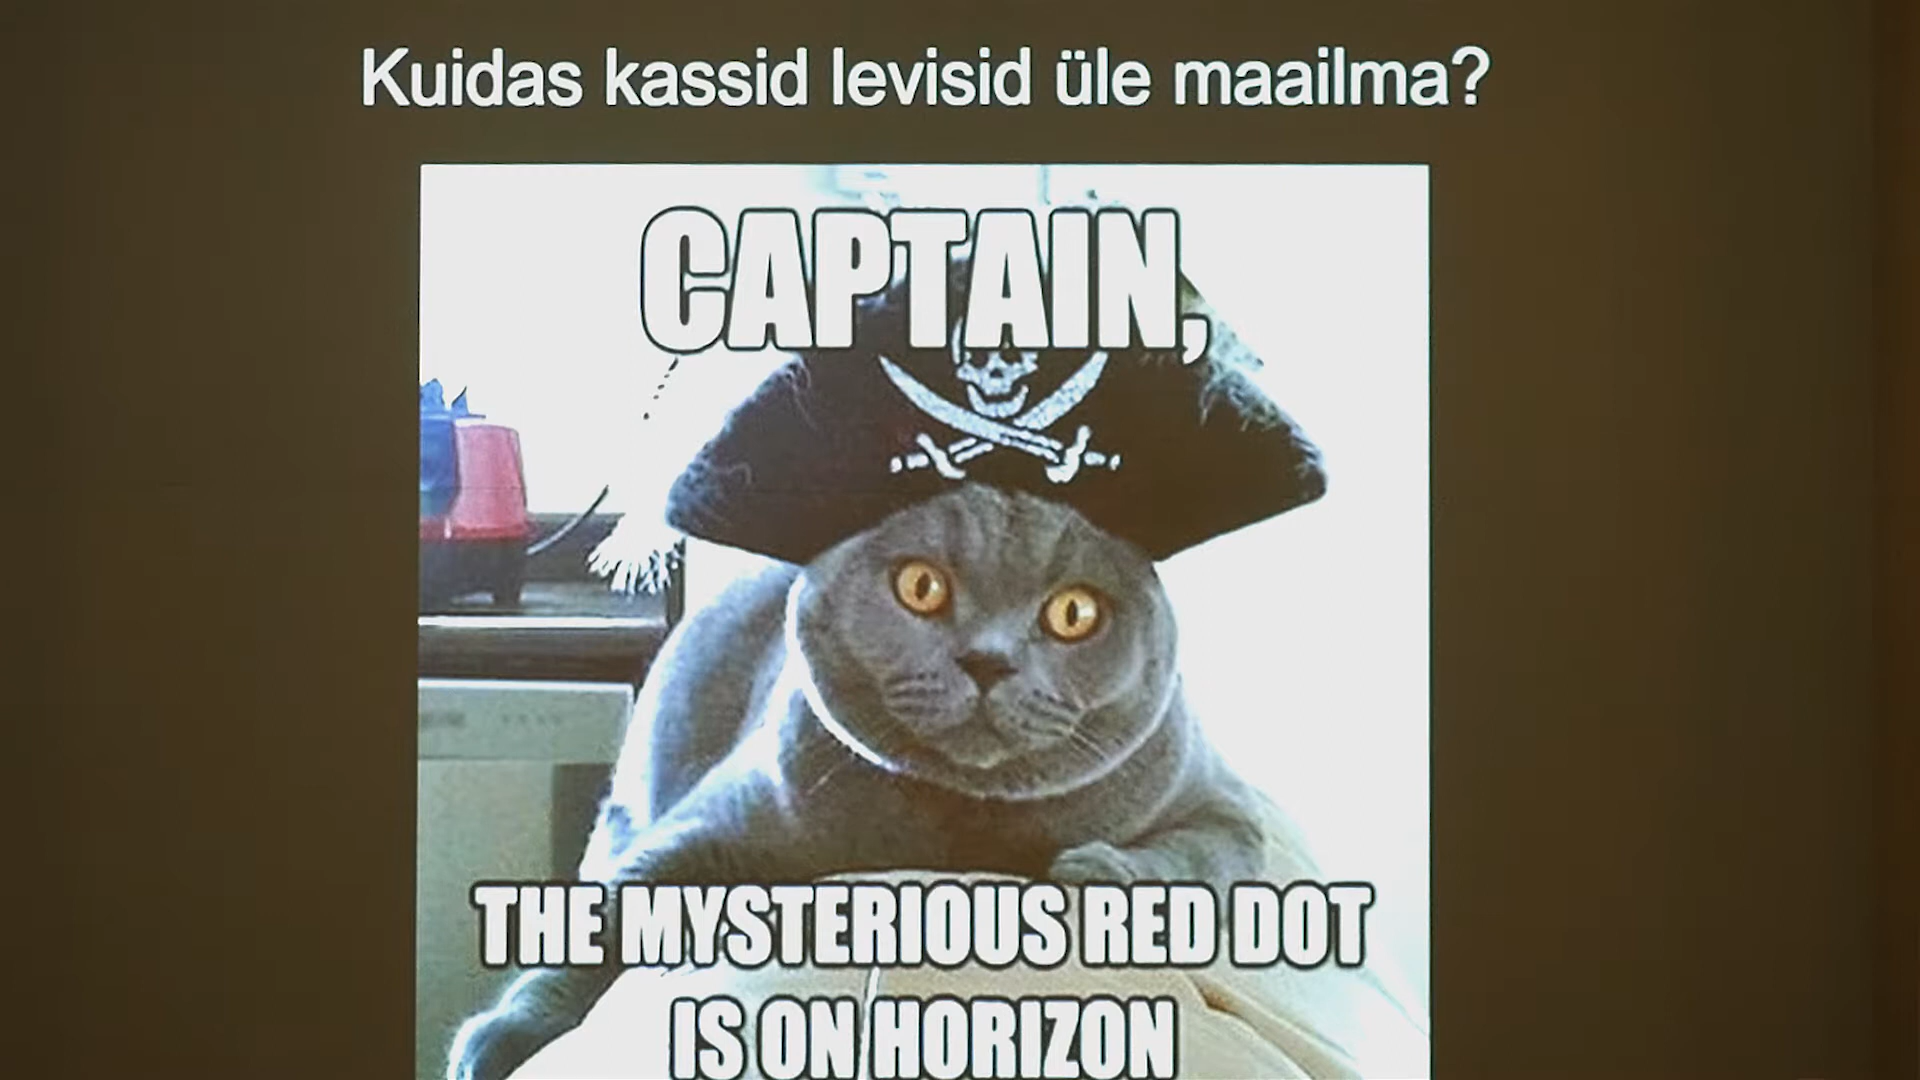 Kuidas kassid levisid üle maailma?
CAPTAIN,
THE MYSTERIOUS RED DOT
IS ON HORIZON